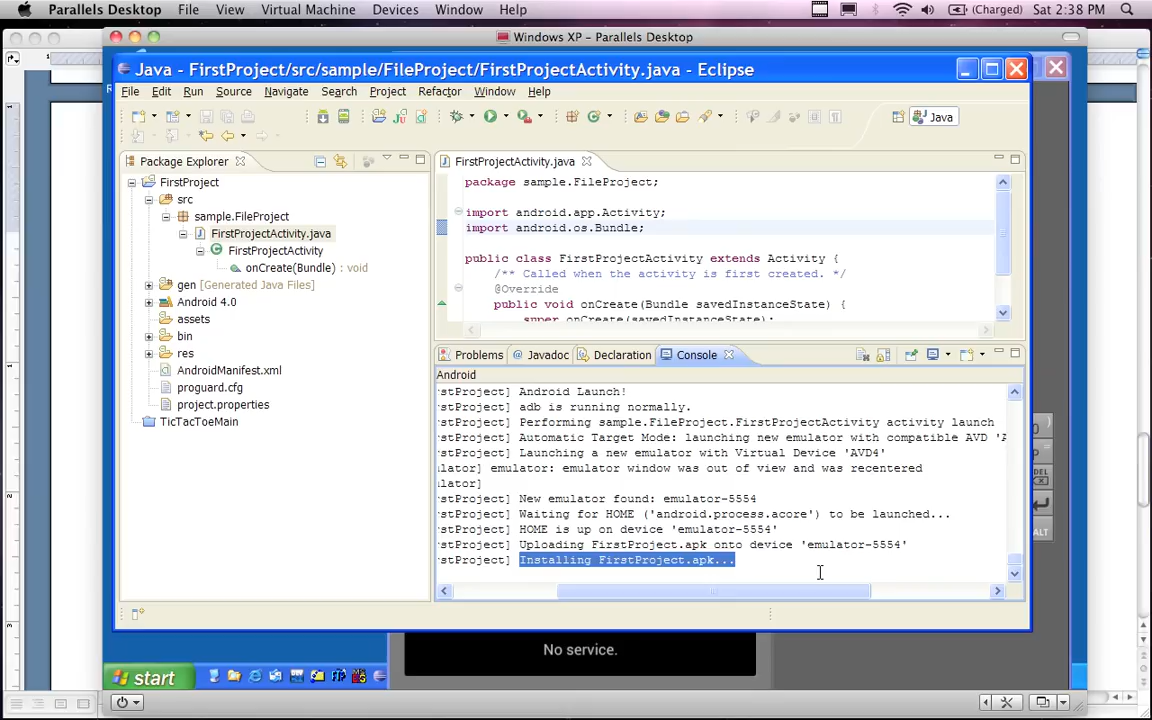 Parallels Desktop File View Virtual Machine Devices Window Help (Charged) Sat 2:38 PM
Windows XP - Parallels Desktop
Java - FirstProject/src/sample/FileProject/FirstProjectActivity.java - Eclipse
File Edit Run Source Navigate Search Project Refactor Window Help
Java
Package Explorer
FirstProjectActivity.java
FirstProject
src
sample.FileProject
FirstProjectActivity.java
FirstProjectActivity
onCreate(Bundle) : void
gen [Generated Java Files]
Android 4.0
assets
bin
res
AndroidManifest.xml
proguard.cfg
project.properties
TicTacToeMain
package sample.FileProject;
import android.app.Activity;
import android.os.Bundle;
public class FirstProjectActivity extends Activity {
/** Called when the activity is first created. */
@Override
public void onCreate(Bundle savedInstanceState) {
super.onCreate(savedInstanceState);
Problems @ Javadoc Declaration Console
Android
stProject] Android Launch!
stProject] adb is running normally.
stProject] Performing sample.FileProject.FirstProjectActivity activity launch
stProject] Automatic Target Mode: launching new emulator with compatible AVD 'A
stProject] Launching a new emulator with Virtual Device 'AVD4'
lator] emulator: emulator window was out of view and was recentered
lator]
stProject] New emulator found: emulator-5554
stProject] Waiting for HOME ('android.process.acore') to be launched...
stProject] HOME is up on device 'emulator-5554'
stProject] Uploading FirstProject.apk onto device 'emulator-5554'
stProject] Installing FirstProject.apk...
DEL
ALT
No service.
start